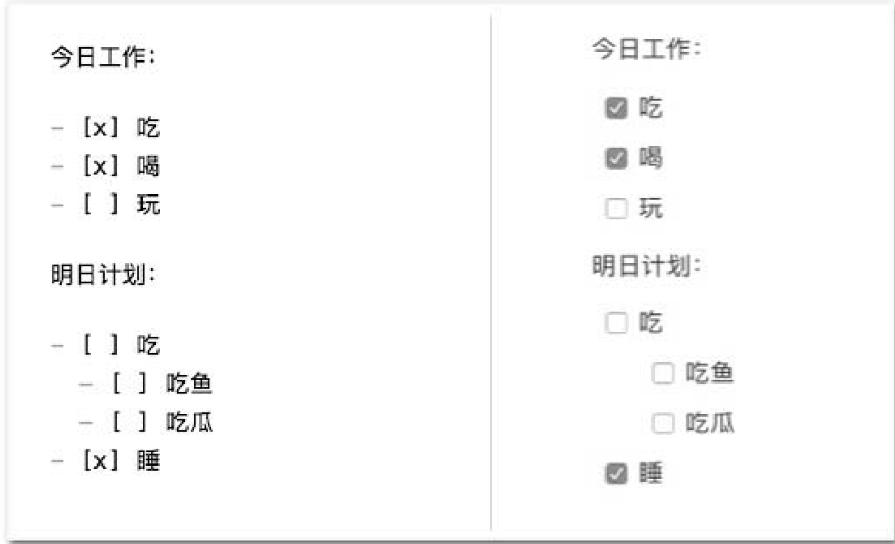 今日工作：
- [x] 吃
- [x] 喝
- [ ] 玩
明日计划：
- [ ] 吃
- [ ] 吃鱼
- [ ] 吃瓜
- [x] 睡
今日工作：
吃
喝
玩
明日计划：
吃
吃鱼
吃瓜
睡